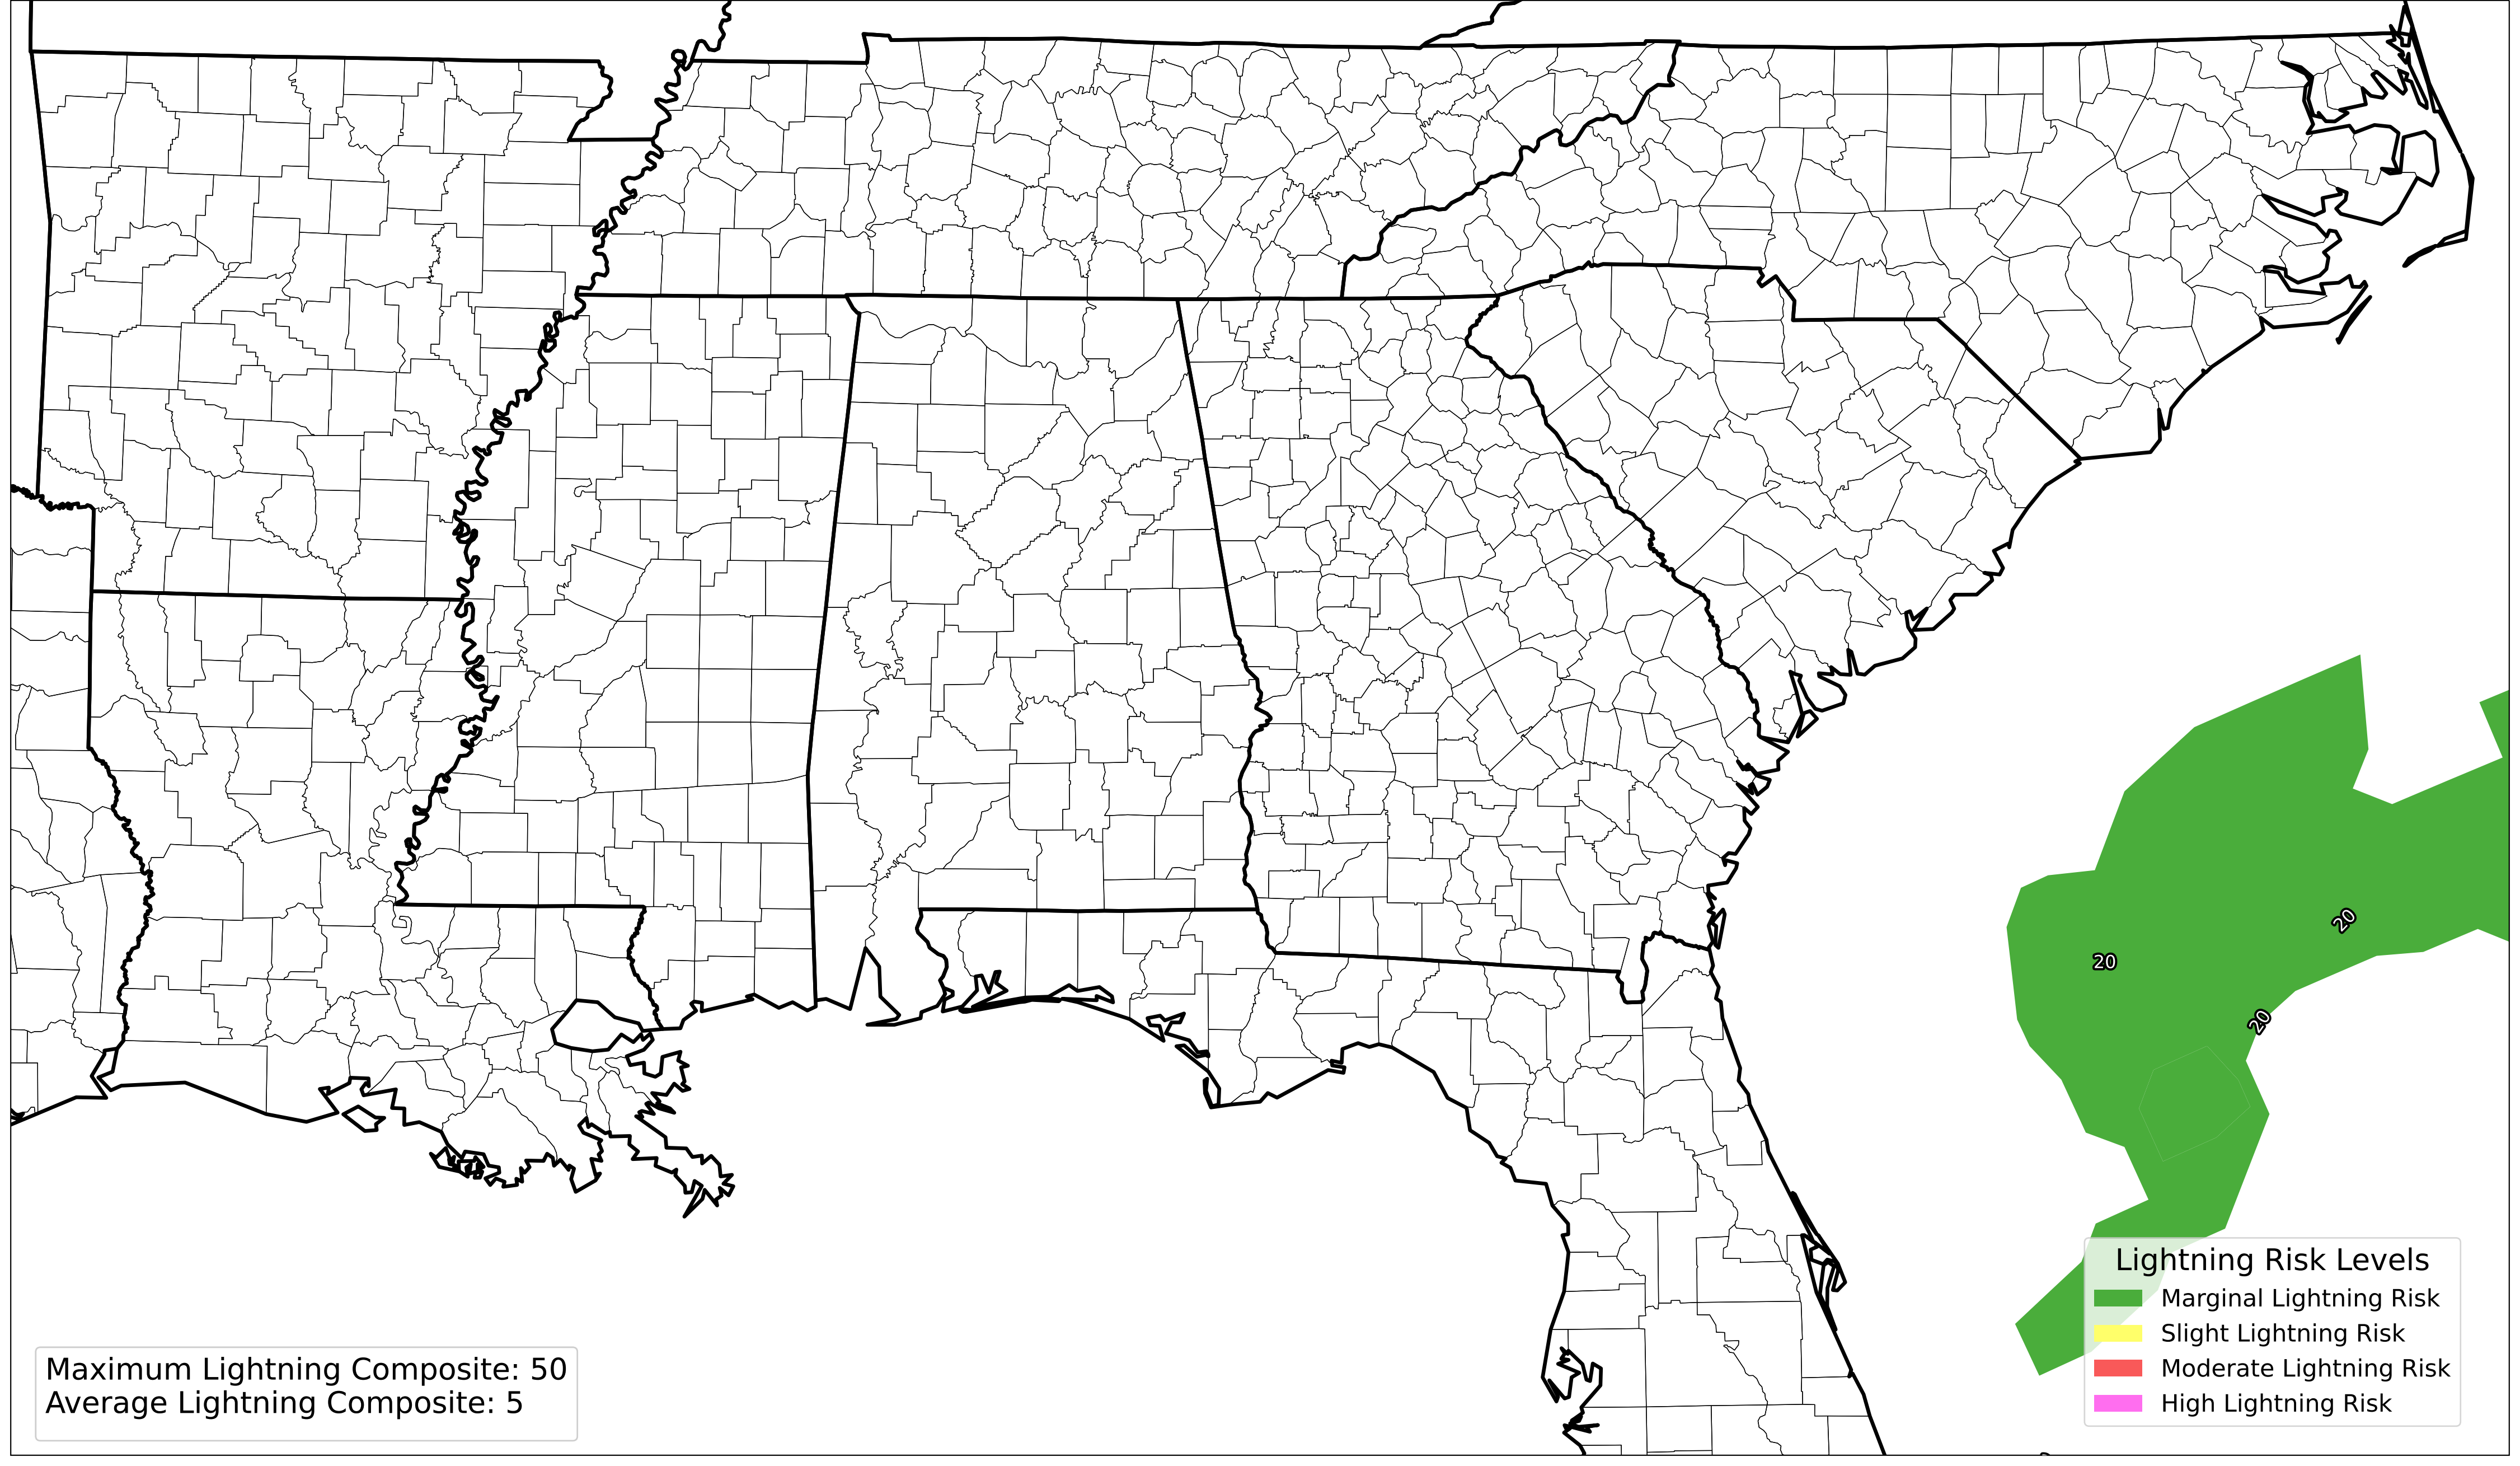 20
20
20
Lightning Risk Levels
Marginal Lightning Risk
Slight Lightning Risk
Moderate Lightning Risk
High Lightning Risk
Maximum Lightning Composite: 50
Average Lightning Composite: 5